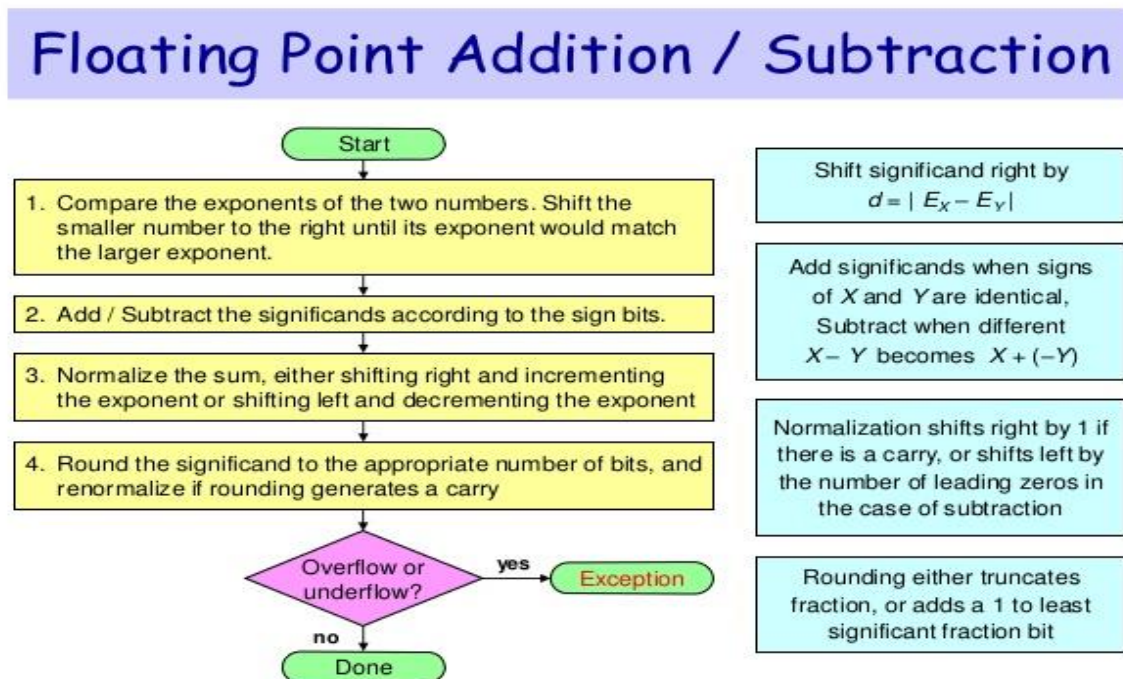 Floating Point Addition / Subtraction
Start
1. Compare the exponents of the two numbers. Shift the
smaller number to the right until its exponent would match
the larger exponent.
2. Add / Subtract the significands according to the sign bits.
3. Normalize the sum, either shifting right and incrementing
the exponent or shifting left and decrementing the exponent
4. Round the significand to the appropriate number of bits, and
renormalize if rounding generates a carry
Overflow or
underflow?
yes
Exception
no
Done
Shift significand right by
d = | E_X – E_Y |
Add significands when signs
of X and Y are identical,
Subtract when different
X – Y becomes X + (–Y)
Normalization shifts right by 1 if
there is a carry, or shifts left by
the number of leading zeros in
the case of subtraction
Rounding either truncates
fraction, or adds a 1 to least
significant fraction bit